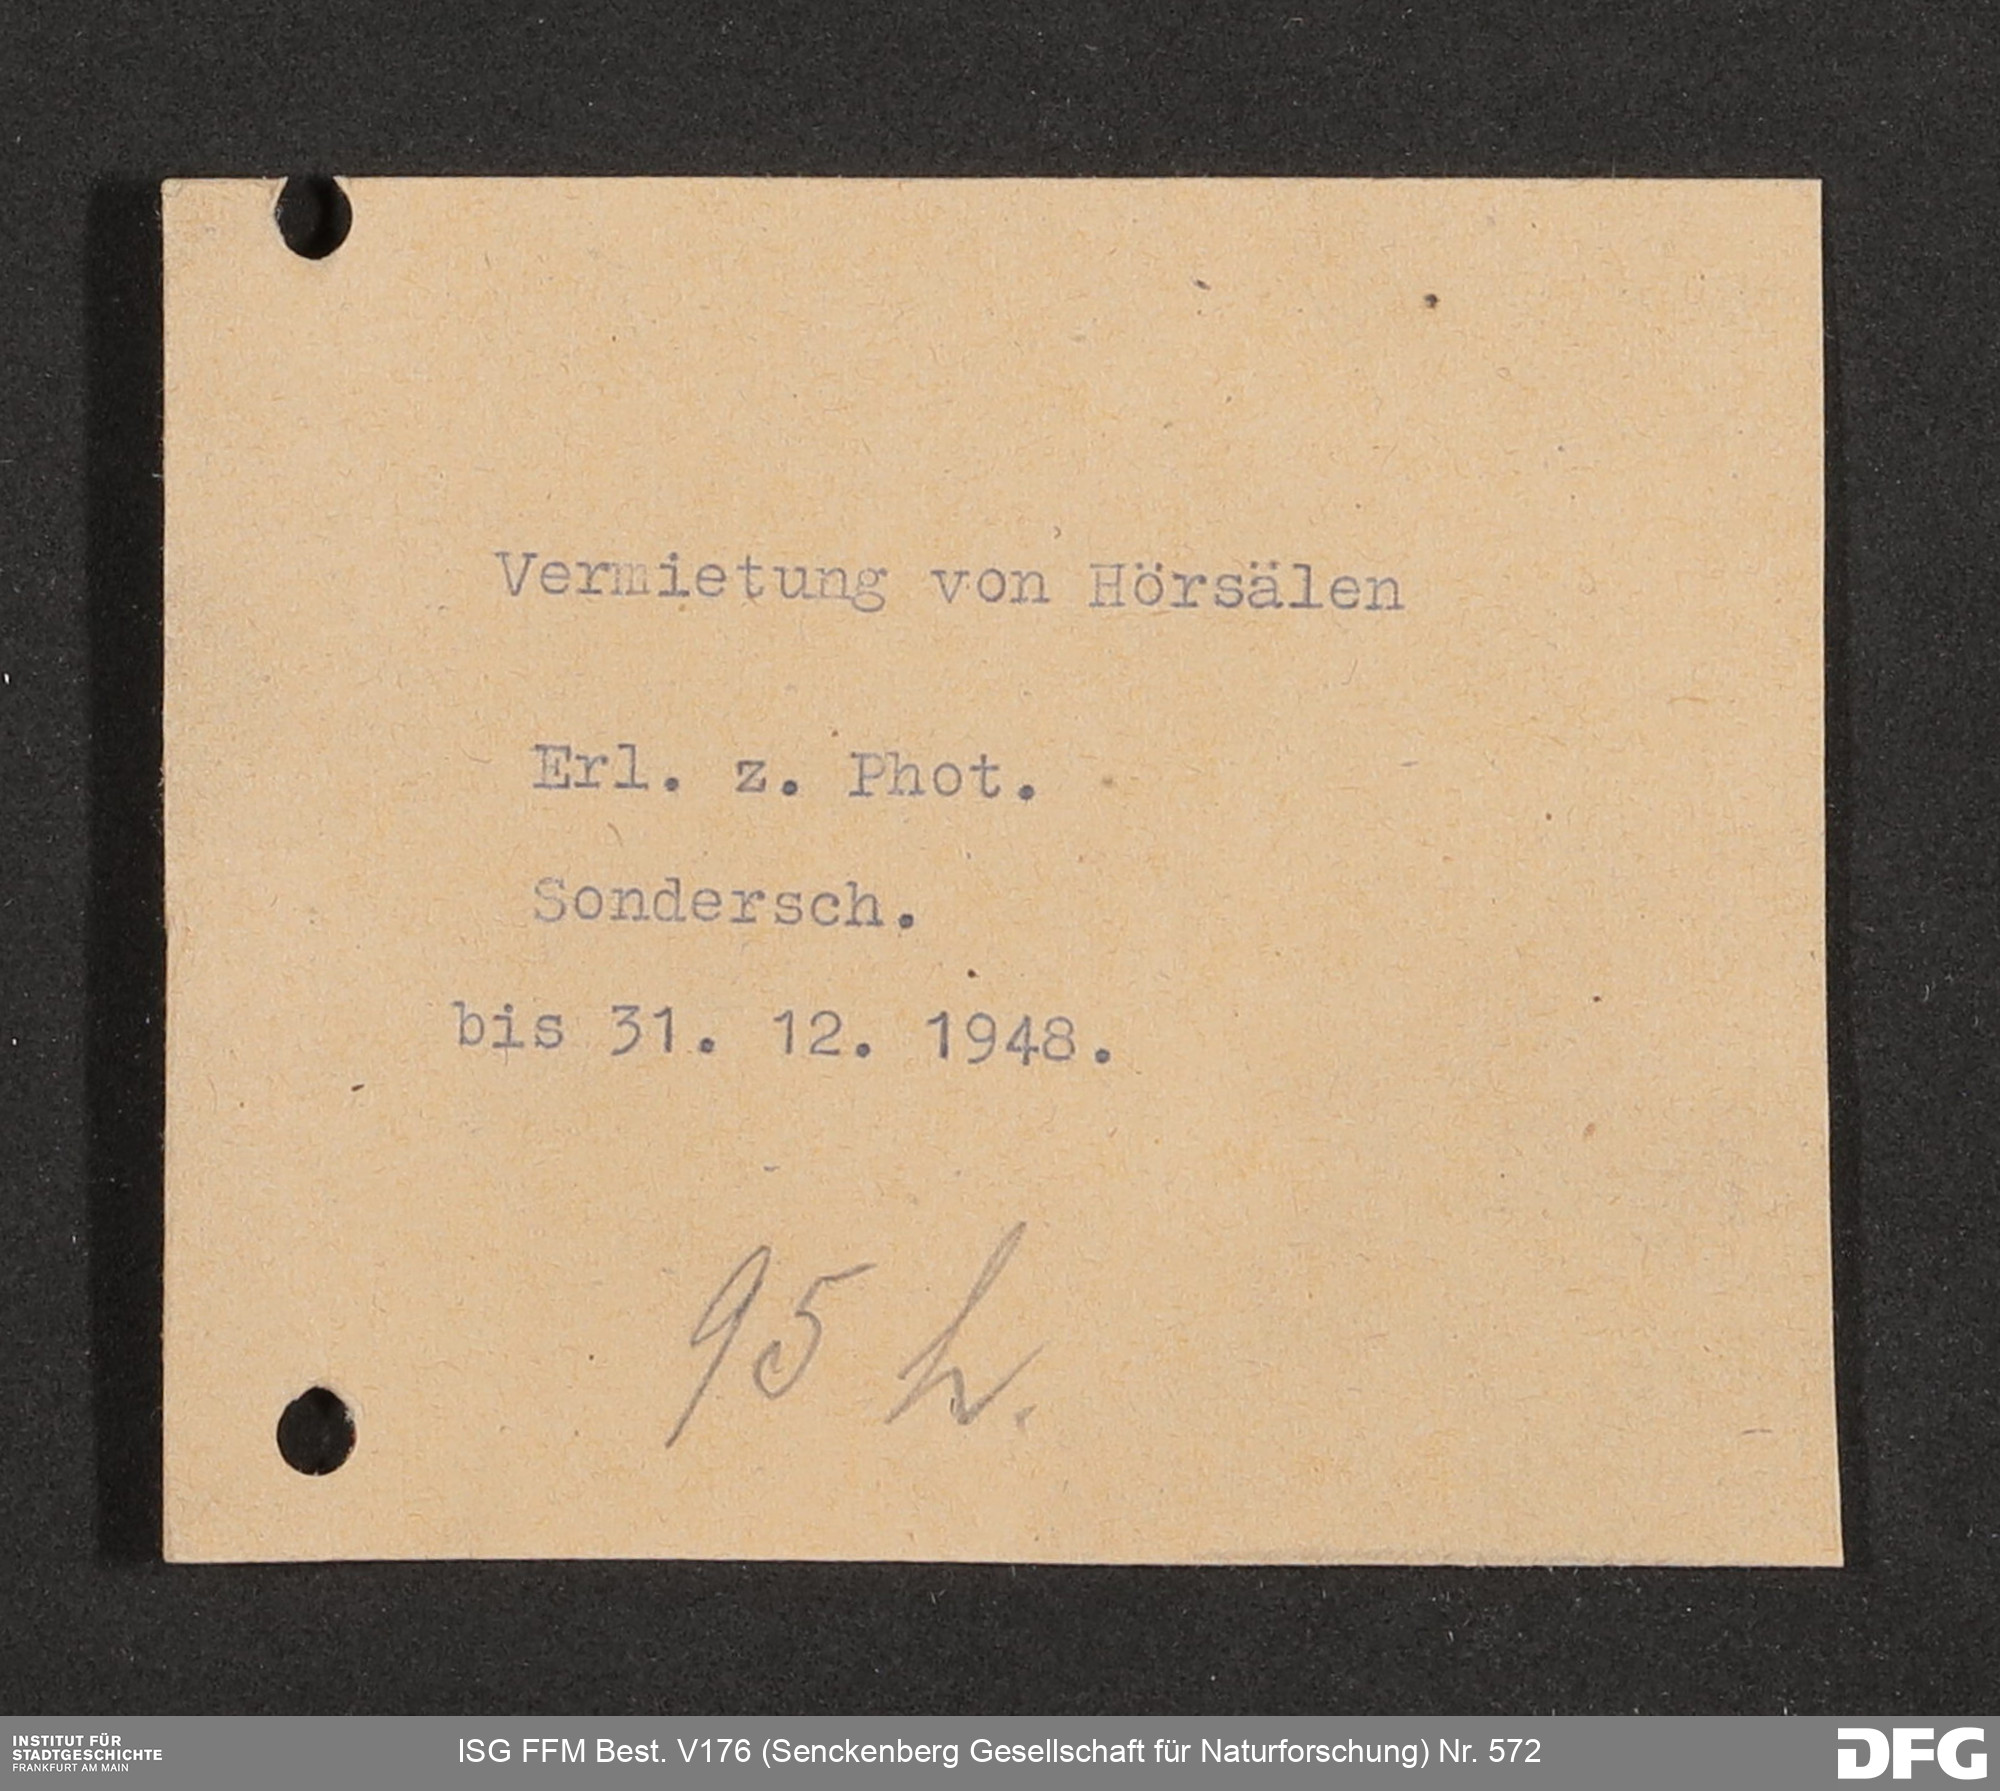 Vermietung von Hörsälen
Erl. z. Phot.
Sondersch.
bis 31. 12. 1948.
95 h.
INSTITUT FÜR
STADTGESCHICHTE
FRANKFURT AM MAIN
ISG FFM Best. V176 (Senckenberg Gesellschaft für Naturforschung) Nr. 572
DFG